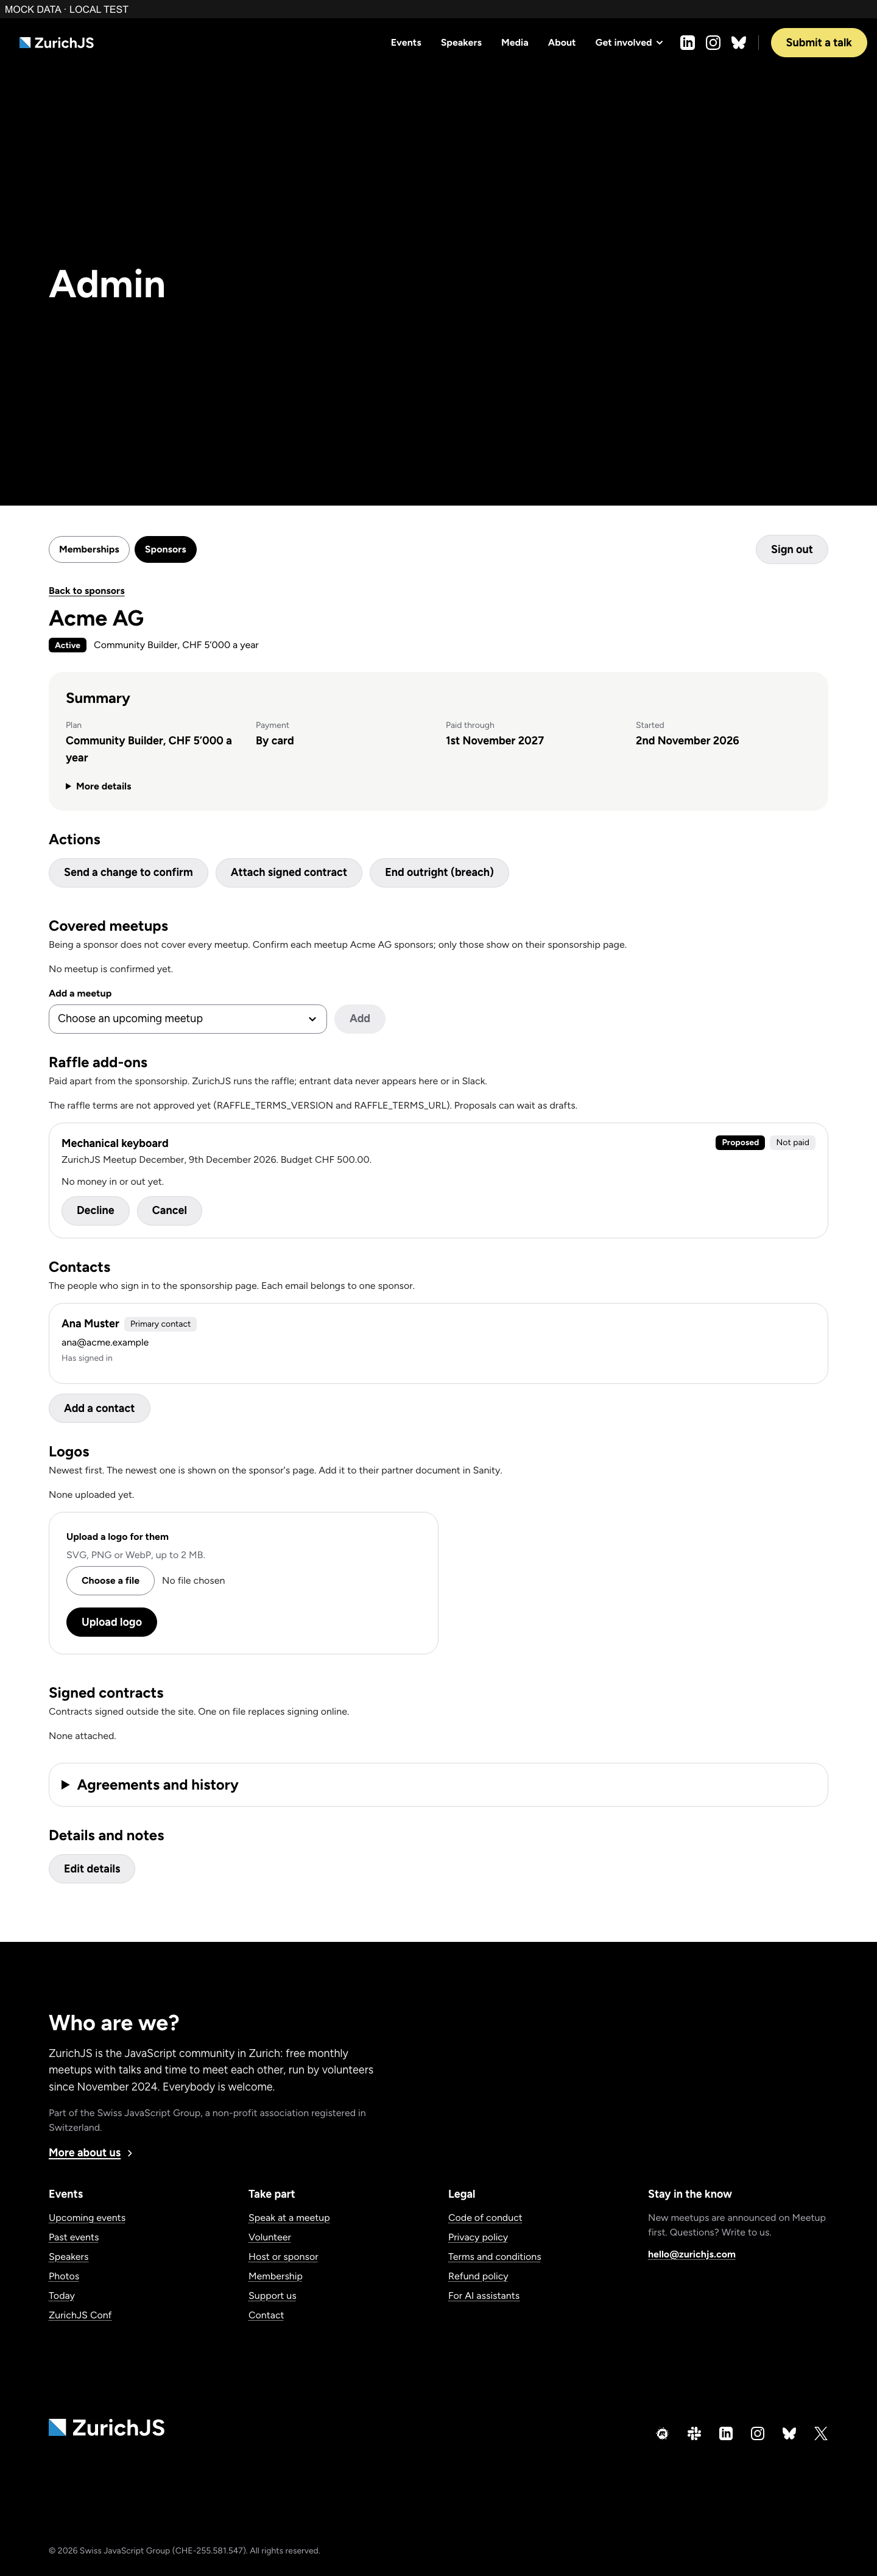 MOCK DATA · LOCAL TEST
ZurichJS
Events
Speakers
Media
About
Get involved
Submit a talk
Admin
Memberships
Sponsors
Sign out
Back to sponsors
Acme AG
Active
Community Builder, CHF 5’000 a year
Summary
Plan
Community Builder, CHF 5’000 a
year
Payment
By card
Paid through
1st November 2027
Started
2nd November 2026
More details
Actions
Send a change to confirm
Attach signed contract
End outright (breach)
Covered meetups
Being a sponsor does not cover every meetup. Confirm each meetup Acme AG sponsors; only those show on their sponsorship page.
No meetup is confirmed yet.
Add a meetup
Choose an upcoming meetup
Add
Raffle add-ons
Paid apart from the sponsorship. ZurichJS runs the raffle; entrant data never appears here or in Slack.
The raffle terms are not approved yet (RAFFLE_TERMS_VERSION and RAFFLE_TERMS_URL). Proposals can wait as drafts.
Mechanical keyboard
Proposed
Not paid
ZurichJS Meetup December, 9th December 2026. Budget CHF 500.00.
No money in or out yet.
Decline
Cancel
Contacts
The people who sign in to the sponsorship page. Each email belongs to one sponsor.
Ana Muster
Primary contact
ana@acme.example
Has signed in
Add a contact
Logos
Newest first. The newest one is shown on the sponsor's page. Add it to their partner document in Sanity.
None uploaded yet.
Upload a logo for them
SVG, PNG or WebP, up to 2 MB.
Choose a file
No file chosen
Upload logo
Signed contracts
Contracts signed outside the site. One on file replaces signing online.
None attached.
Agreements and history
Details and notes
Edit details
Who are we?
ZurichJS is the JavaScript community in Zurich: free monthly
meetups with talks and time to meet each other, run by volunteers
since November 2024. Everybody is welcome.
Part of the Swiss JavaScript Group, a non-profit association registered in
Switzerland.
More about us
Events
Upcoming events
Past events
Speakers
Photos
Today
ZurichJS Conf
Take part
Speak at a meetup
Volunteer
Host or sponsor
Membership
Support us
Contact
Legal
Code of conduct
Privacy policy
Terms and conditions
Refund policy
For AI assistants
Stay in the know
New meetups are announced on Meetup
first. Questions? Write to us.
hello@zurichjs.com
ZurichJS
© 2026 Swiss JavaScript Group (CHE-255.581.547). All rights reserved.